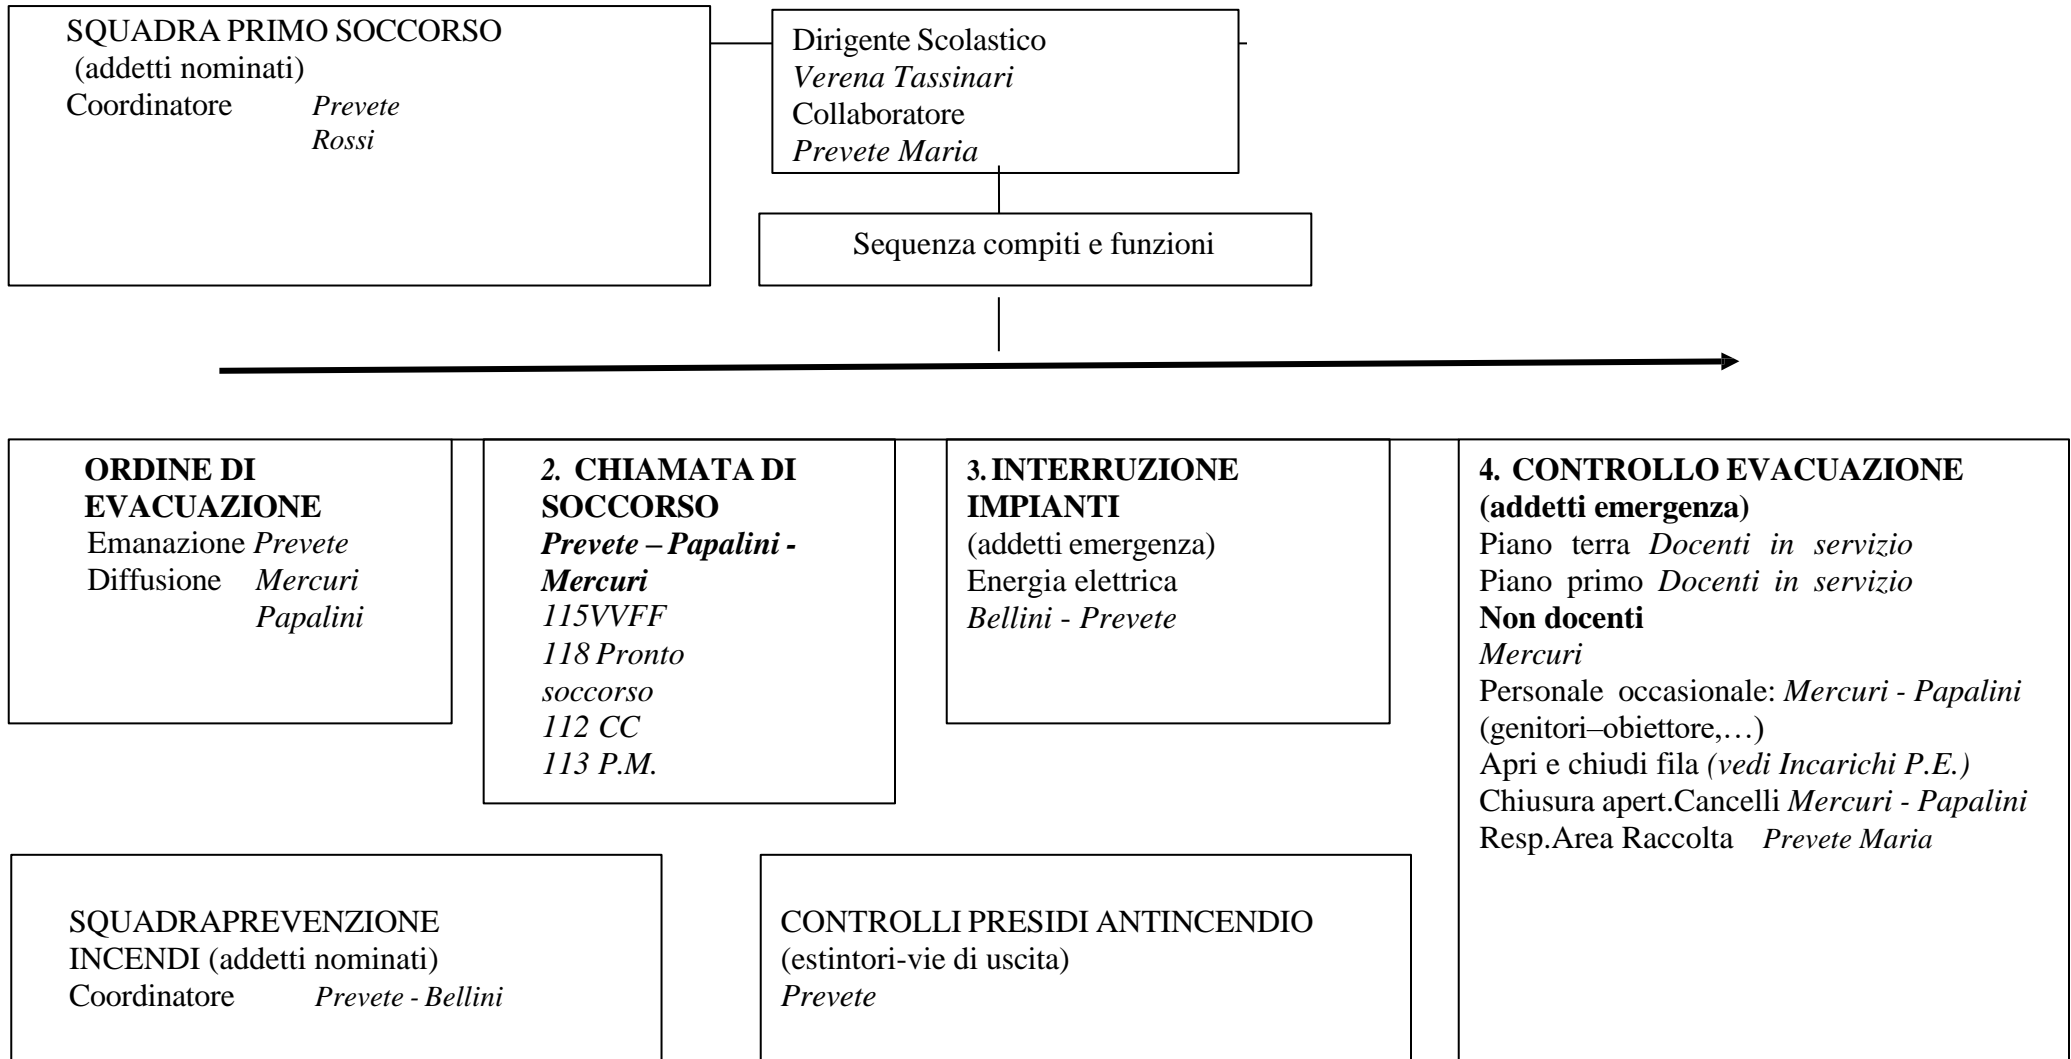 SQUADRA PRIMO SOCCORSO
(addetti nominati)
Coordinatore Prevete
Rossi
Dirigente Scolastico
Verena Tassinari
Collaboratore
Prevete Maria
Sequenza compiti e funzioni
ORDINE DI
EVACUAZIONE
Emanazione Prevete
Diffusione Mercuri
Papalini
2. CHIAMATA DI
SOCCORSO
Prevete – Papalini -
Mercuri
115VVFF
118 Pronto
soccorso
112 CC
113 P.M.
3. INTERRUZIONE
IMPIANTI
(addetti emergenza)
Energia elettrica
Bellini - Prevete
4. CONTROLLO EVACUAZIONE
(addetti emergenza)
Piano terra Docenti in servizio
Piano primo Docenti in servizio
Non docenti
Mercuri
Personale occasionale: Mercuri - Papalini
(genitori–obiettore,…)
Apri e chiudi fila (vedi Incarichi P.E.)
Chiusura apert.Cancelli Mercuri - Papalini
Resp.Area Raccolta Prevete Maria
SQUADRAPREVENZIONE
INCENDI (addetti nominati)
Coordinatore Prevete - Bellini
CONTROLLI PRESIDI ANTINCENDIO
(estintori-vie di uscita)
Prevete